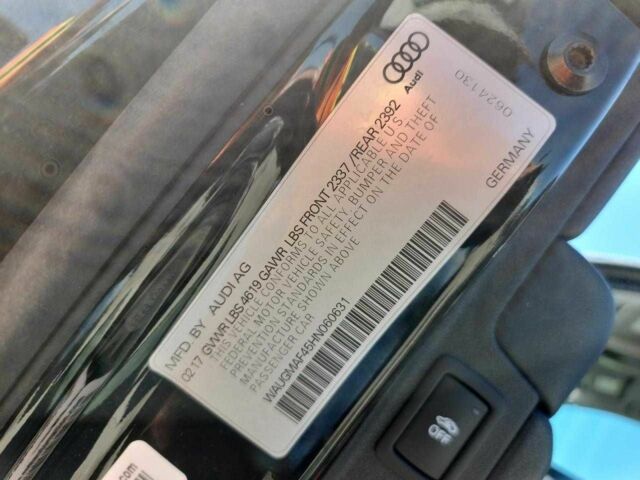 Audi
0624130
MFD. BY AUDI AG
0217 GVWR LBS 4619 GAWR LBS FRONT 2337 /REAR 2392
THIS VEHICLE CONFORMS TO ALL APPLICABLE U.S.
FEDERAL MOTOR VEHICLE SAFETY, BUMPER AND THEFT
PREVENTION STANDARDS IN EFFECT ON THE DATE OF
MANUFACTURE SHOWN ABOVE
PASSENGER CAR
GERMANY
WAUGMAF45HN060631
OFF
.com